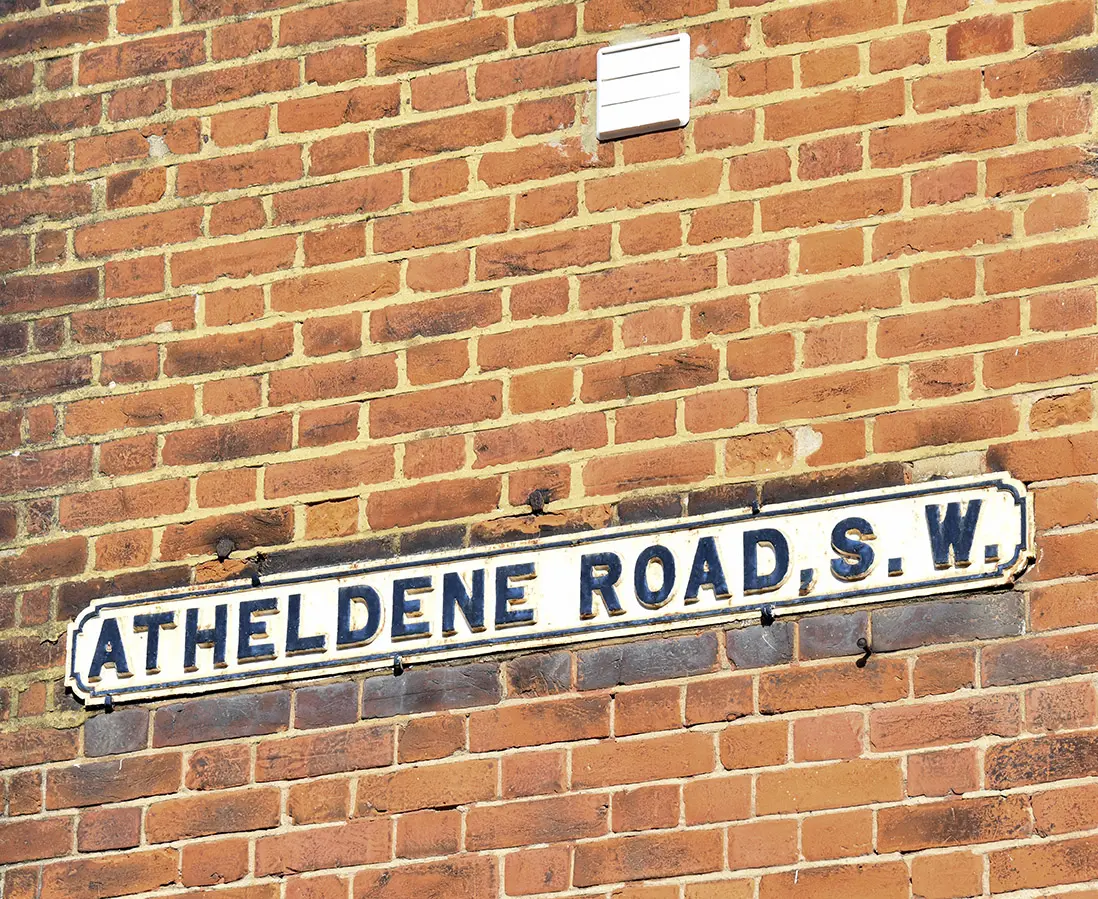 ATHELDENE ROAD, S. W.